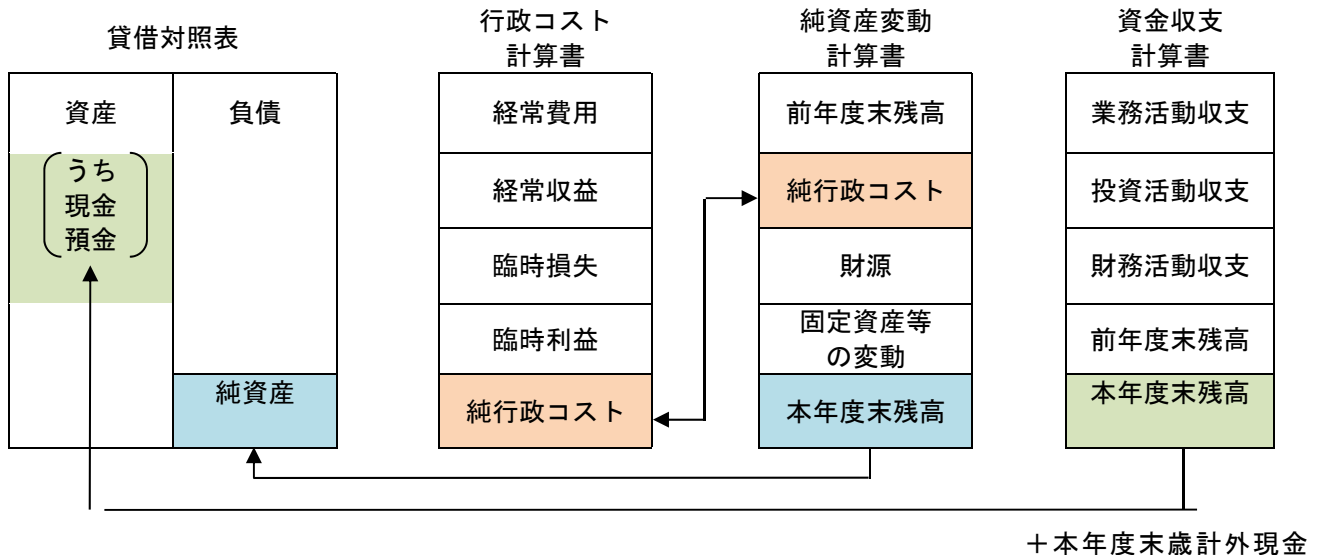 貸借対照表
資産
うち
現金
預金
負債
純資産
行政コスト
計算書
経常費用
経常収益
臨時損失
臨時利益
純行政コスト
純資産変動
計算書
前年度末残高
純行政コスト
財源
固定資産等
の変動
本年度末残高
資金収支
計算書
業務活動収支
投資活動収支
財務活動収支
前年度末残高
本年度末残高
＋本年度末歳計外現金